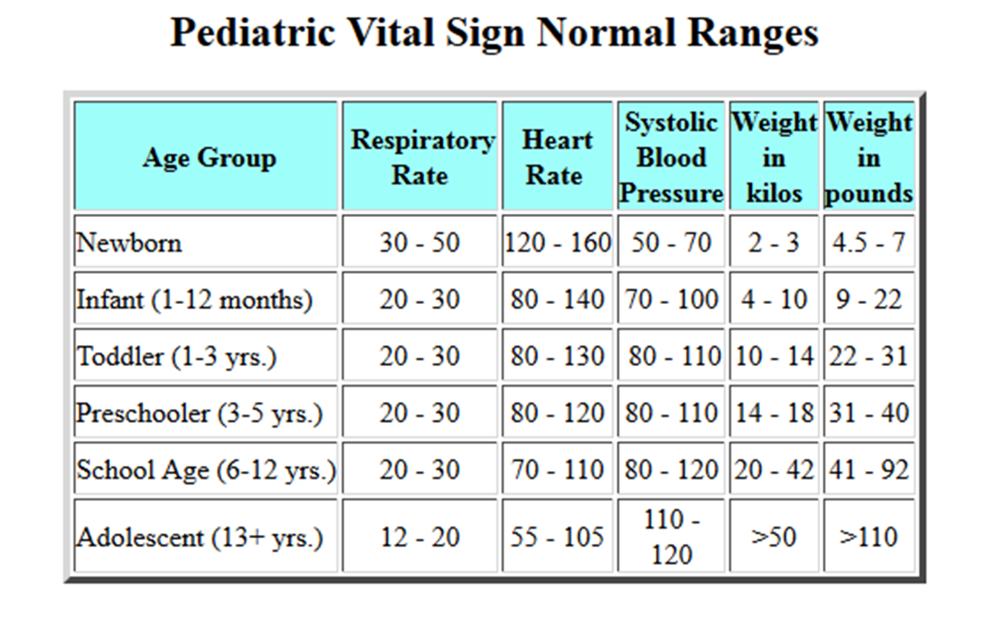 Pediatric Vital Sign Normal Ranges
Age Group
Respiratory
Rate
Heart
Rate
Systolic
Blood
Pressure
Weight
in
kilos
Weight
in
pounds
Newborn 30 - 50 120 - 160 50 - 70 2 - 3 4.5 - 7
Infant (1-12 months) 20 - 30 80 - 140 70 - 100 4 - 10 9 - 22
Toddler (1-3 yrs.) 20 - 30 80 - 130 80 - 110 10 - 14 22 - 31
Preschooler (3-5 yrs.) 20 - 30 80 - 120 80 - 110 14 - 18 31 - 40
School Age (6-12 yrs.) 20 - 30 70 - 110 80 - 120 20 - 42 41 - 92
Adolescent (13+ yrs.) 12 - 20 55 - 105 110 -
120 >50 >110